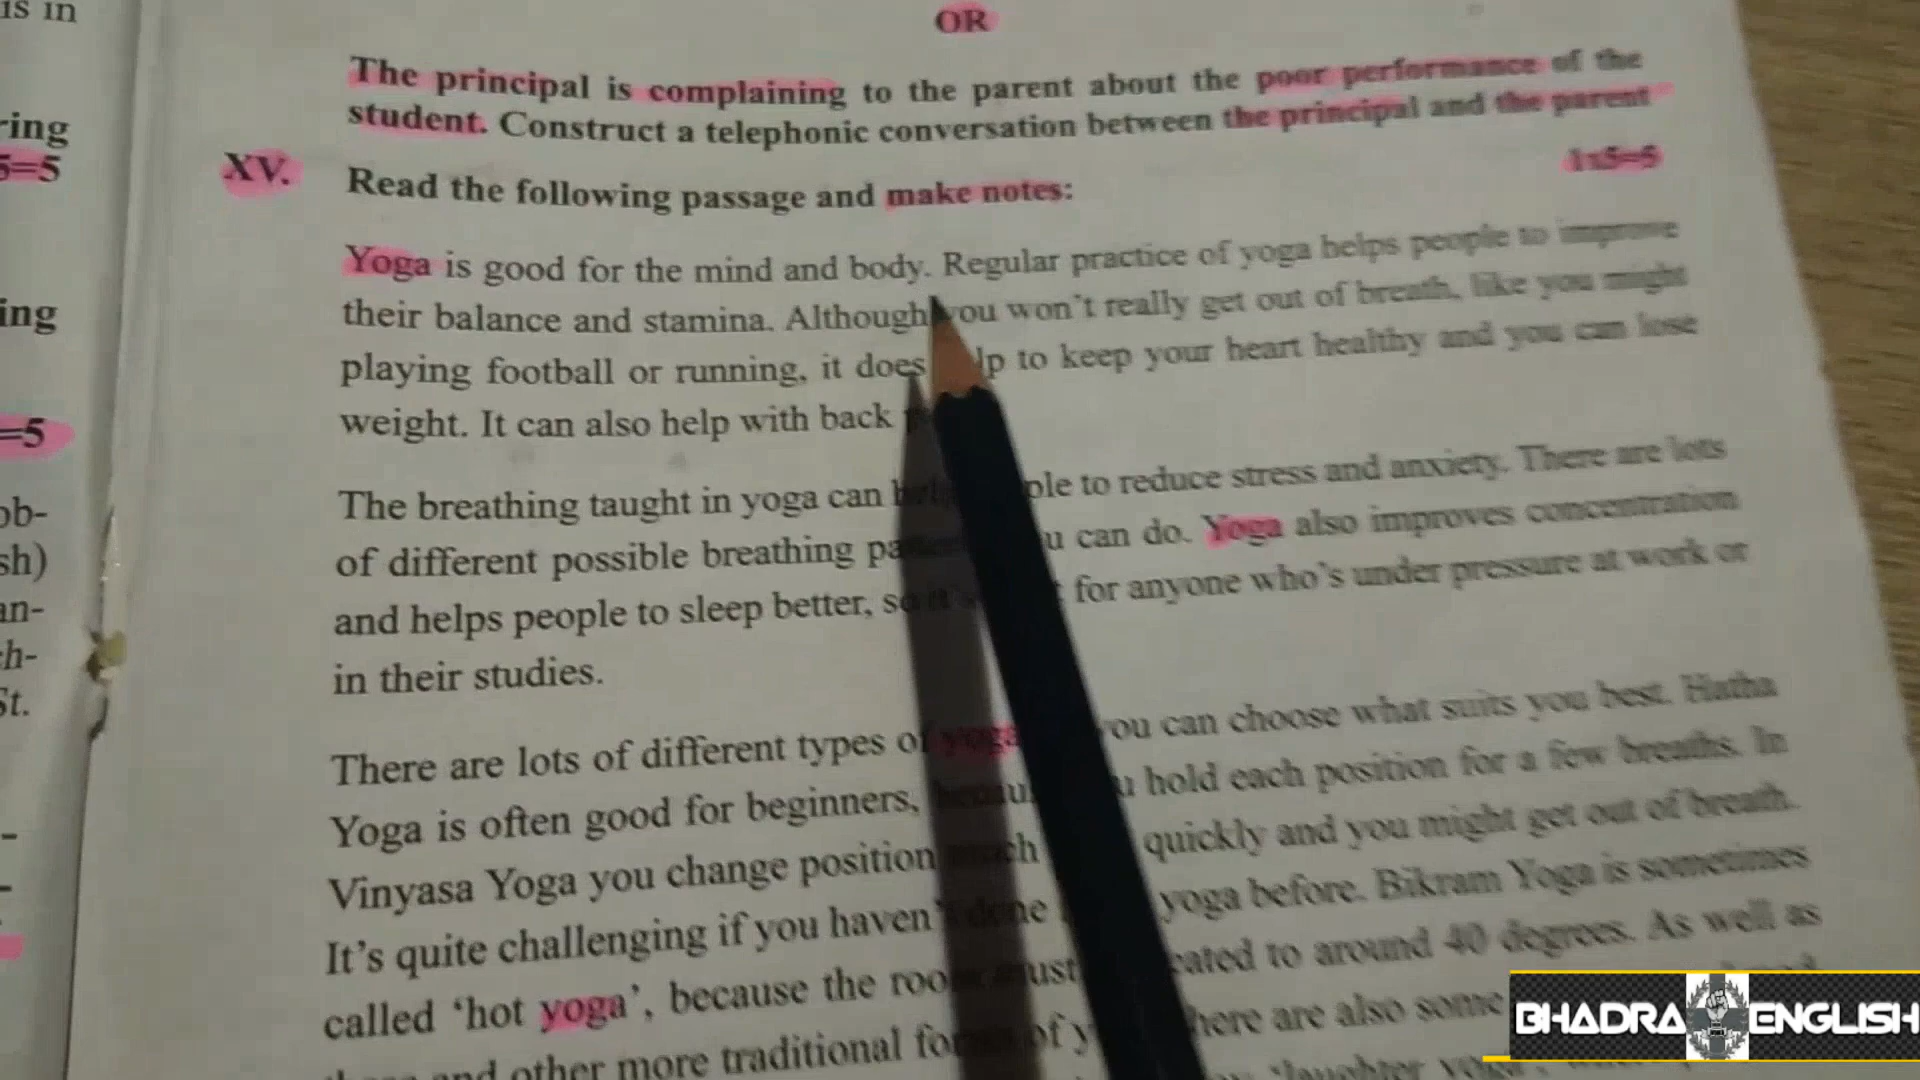 is in
OR
The principal is complaining to the parent about the poor performance of the
student. Construct a telephonic conversation between the principal and the parent
ring
5=5
1x5=5
XV. Read the following passage and make notes:
Yoga is good for the mind and body. Regular practice of yoga helps people to improve
their balance and stamina. Although you won't really get out of breath, like you might
ing
playing football or running, it does to keep your heart healthy and you can lose
weight. It can also help with back
=5
The breathing taught in yoga can to reduce stress and anxiety. There are lots
ob-
of different possible breathing can do. Yoga also improves concentration
sh)
and helps people to sleep better, so for anyone who's under pressure at work or
an-
in their studies.
h-
St.
There are lots of different types of yoga you can choose what suits you best. Hatha
Yoga is often good for beginners, hold each position for a few breaths. In
Vinyasa Yoga you change position quickly and you might get out of breath.
It's quite challenging if you haven't done yoga before. Bikram Yoga is sometimes
called 'hot yoga', because the to around 40 degrees. As well as
and other more traditional of here are also some
'laughter yoga',
BHADRA ENGLISH